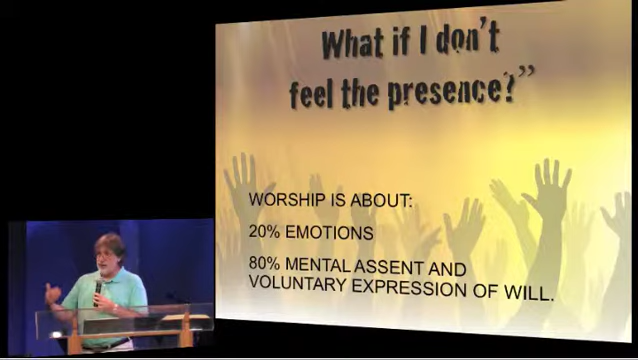 What if I don't
feel the presence?”
WORSHIP IS ABOUT:
20% EMOTIONS
80% MENTAL ASSENT AND
VOLUNTARY EXPRESSION OF WILL.